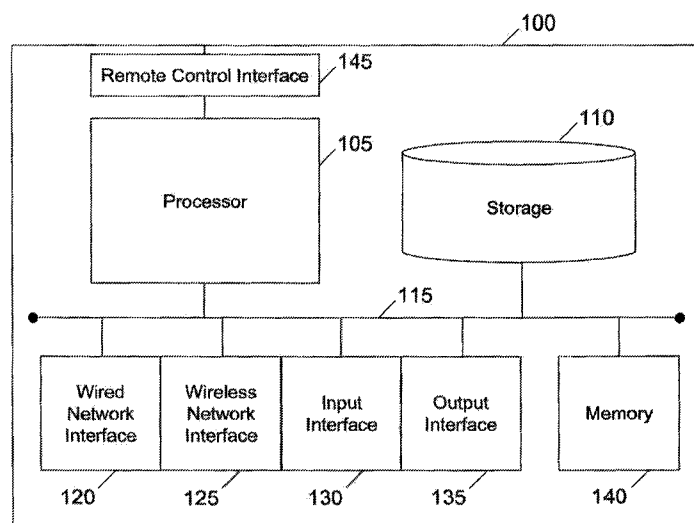 100
Remote Control Interface
145
105
110
Processor
Storage
115
Wired
Network
Interface
Wireless
Network
Interface
Input
Interface
Output
Interface
Memory
120
125
130
135
140